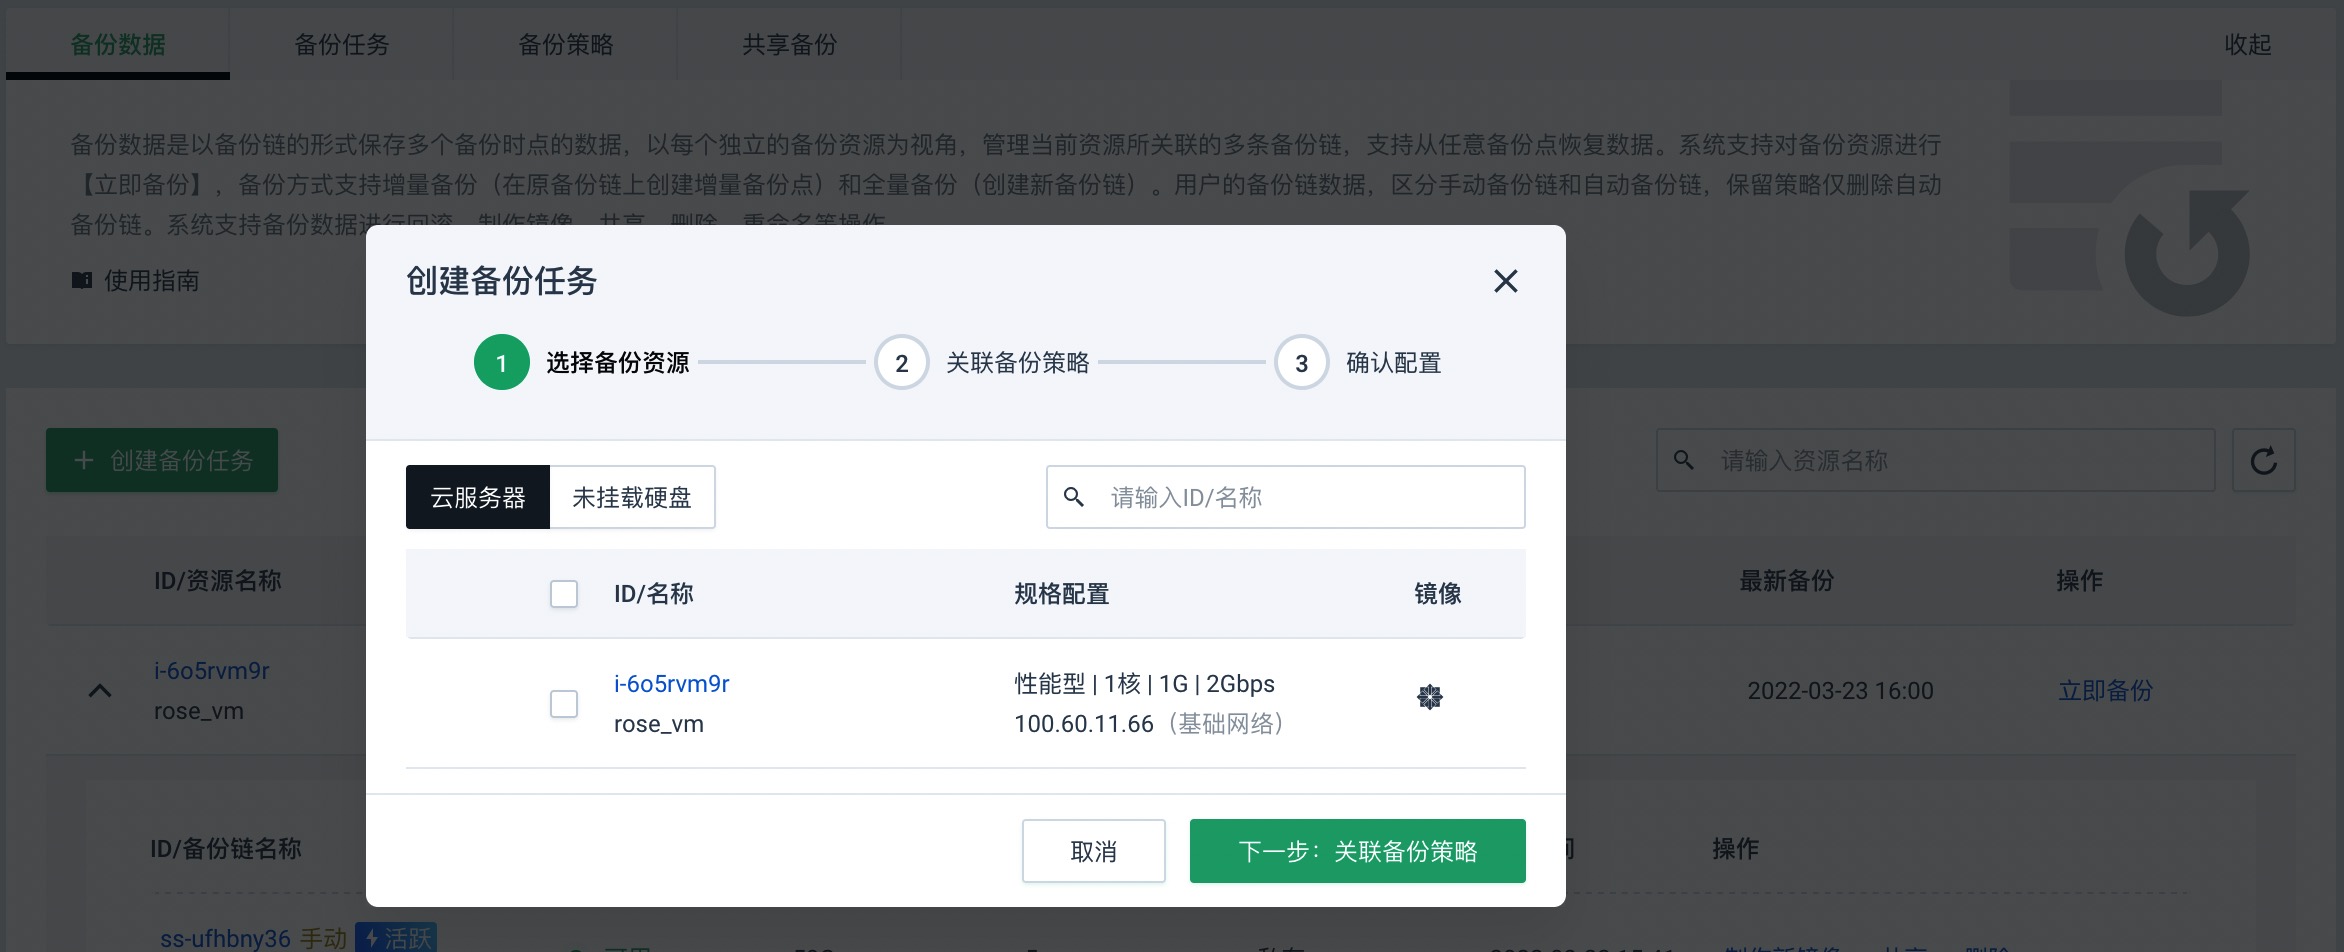 备份数据
备份任务
备份策略
共享备份
收起
备份数据是以备份链的形式保存多个备份时点的数据，以每个独立的备份资源为视角，管理当前资源所关联的多条备份链，支持从任意备份点恢复数据。系统支持对备份资源进行
【立即备份】，备份方式支持增量备份（在原备份链上创建增量备份点）和全量备份（创建新备份链）。用户的备份链数据，区分手动备份链和自动备份链，保留策略仅删除自动
备份链。系统支持备份数据进行回滚、制作镜像、共享、删除、重命名等操作
使用指南
创建备份任务
1 选择备份资源
2 关联备份策略
3 确认配置
+ 创建备份任务
请输入资源名称
云服务器
未挂载硬盘
请输入ID/名称
ID/资源名称
最新备份
操作
ID/名称
规格配置
镜像
i-6o5rvm9r
rose_vm
2022-03-23 16:00
立即备份
i-6o5rvm9r
rose_vm
性能型 | 1核 | 1G | 2Gbps
100.60.11.66（基础网络）
取消
下一步：关联备份策略
ID/备份链名称
操作
ss-ufhbny36 手动 活跃